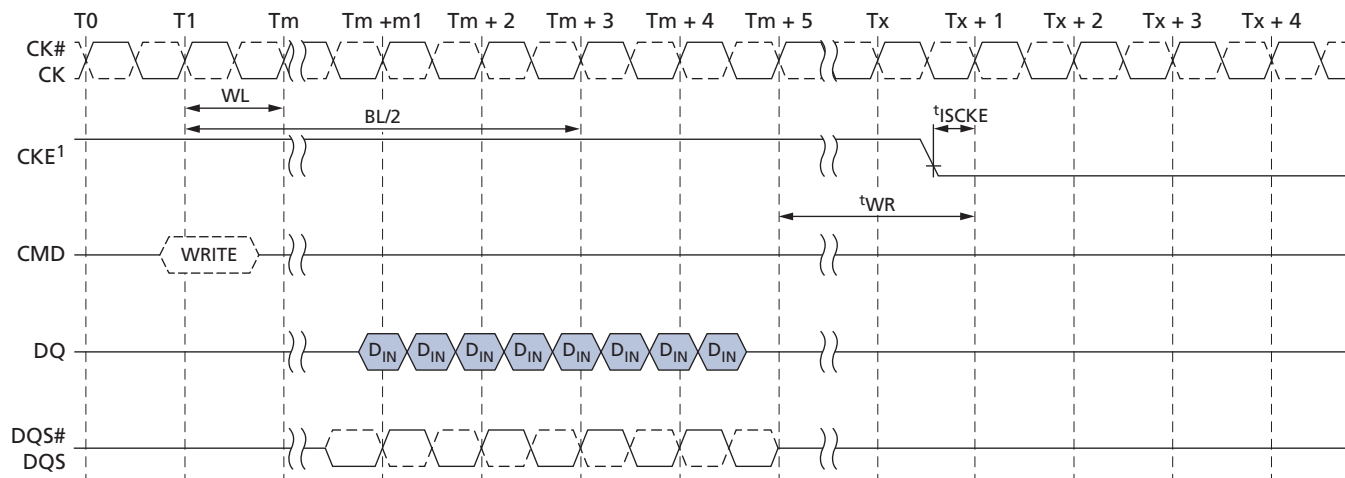 T0 T1 Tm Tm +m1 Tm + 2 Tm + 3 Tm + 4 Tm + 5 Tx Tx + 1 Tx + 2 Tx + 3 Tx + 4
CK#
CK
WL
BL/2
tISCKE
CKE1
tWR
CMD WRITE
DQ DIN DIN DIN DIN DIN DIN DIN DIN
DQS#
DQS